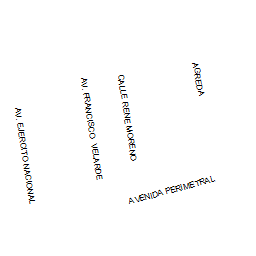 AV. EJERCITO NACIONAL
AV. FRANCISCO VELARDE
CALLE RENE MORENO
AGREDA
AVENIDA PERIMETRAL